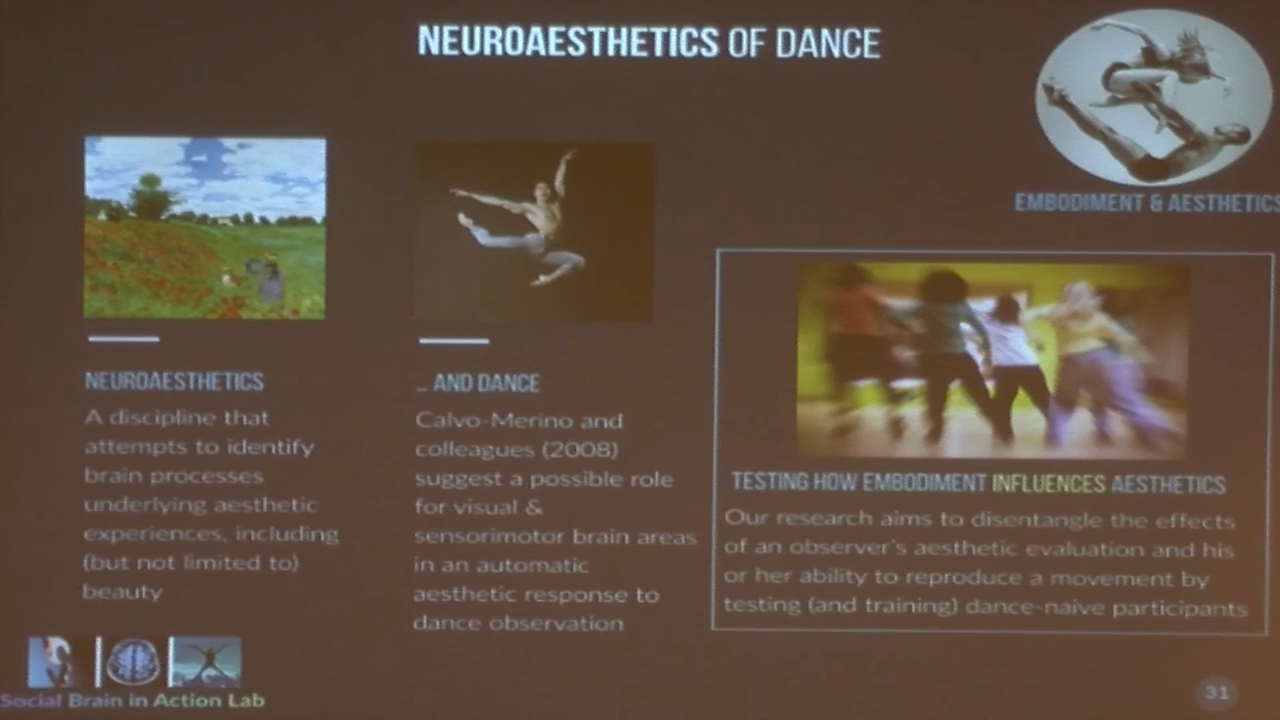 NEUROAESTHETICS OF DANCE
EMBODIMENT & AESTHETICS
NEUROAESTHETICS
A discipline that
attempts to identify
brain processes
underlying aesthetic
experiences, including
(but not limited to)
beauty
... AND DANCE
Calvo-Merino and
colleagues (2008)
suggest a possible role
for visual &
sensorimotor brain areas
in an automatic
aesthetic response to
dance observation
TESTING HOW EMBODIMENT INFLUENCES AESTHETICS
Our research aims to disentangle the effects
of an observer's aesthetic evaluation and his
or her ability to reproduce a movement by
testing (and training) dance-naive participants
Social Brain in Action Lab
31